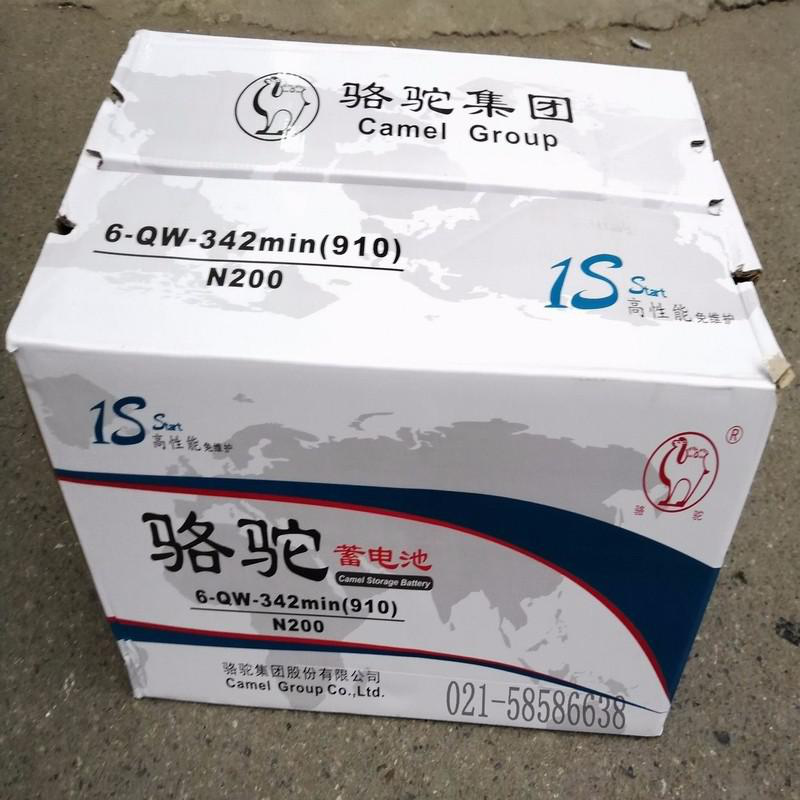 骆驼集团
Camel Group
6-QW-342min(910)
N200
1S Start
高性能免维护
1S Start
高性能免维护
®
骆驼
骆驼蓄电池
Camel Storage Battery
6-QW-342min(910)
N200
骆驼集团股份有限公司
Camel Group Co.,Ltd.
021-58586638